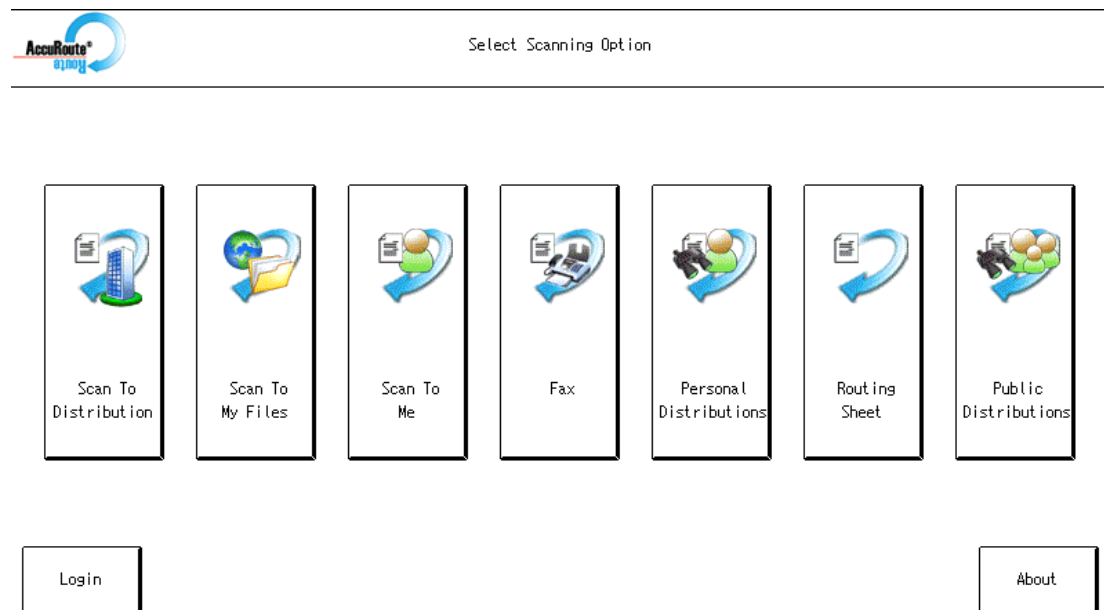 AccuRoute®
Route
Select Scanning Option
Scan To
Distribution
Scan To
My Files
Scan To
Me
Fax
Personal
Distributions
Routing
Sheet
Public
Distributions
Login
About